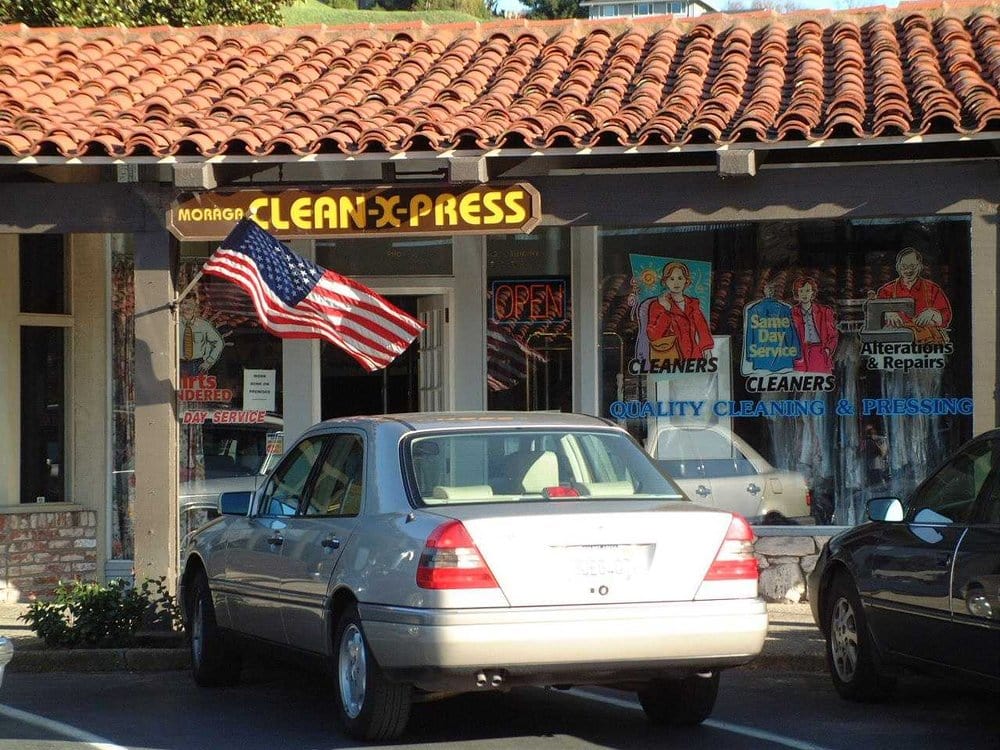 MORAGA CLEAN-X-PRESS
OPEN
CLEANERS
Same
Day
Service
CLEANERS
Alterations
& Repairs
QUALITY CLEANING & PRESSING
DAY SERVICE